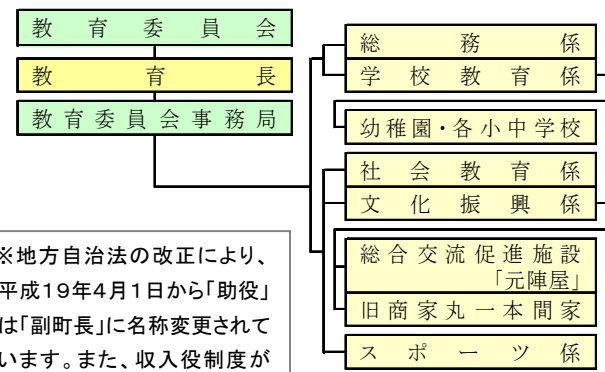 教育委員会
教育長
教育委員会事務局
総務係
学校教育係
幼稚園・各小中学校
社会教育係
文化振興係
総合交流促進施設
「元陣屋」
旧商家丸一本間家
スポーツ係
※地方自治法の改正により、
平成19年4月1日から「助役」
は「副町長」に名称変更されて
います。また、収入役制度が